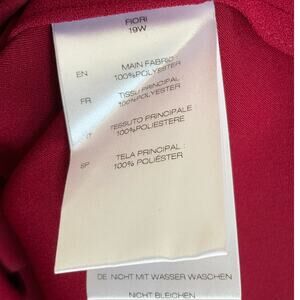 FIORI
19W
EN
MAIN FABRIC
100%POLYESTER
FR
TISSU PRINCIPAL
100%POLYESTER
IT
TESSUTO PRINCIPALE
100%POLIESTERE
SP
TELA PRINCIPAL :
100% POLIÉSTER
DE NICHT MIT WASSER WASCHEN
NICHT BLEICHEN